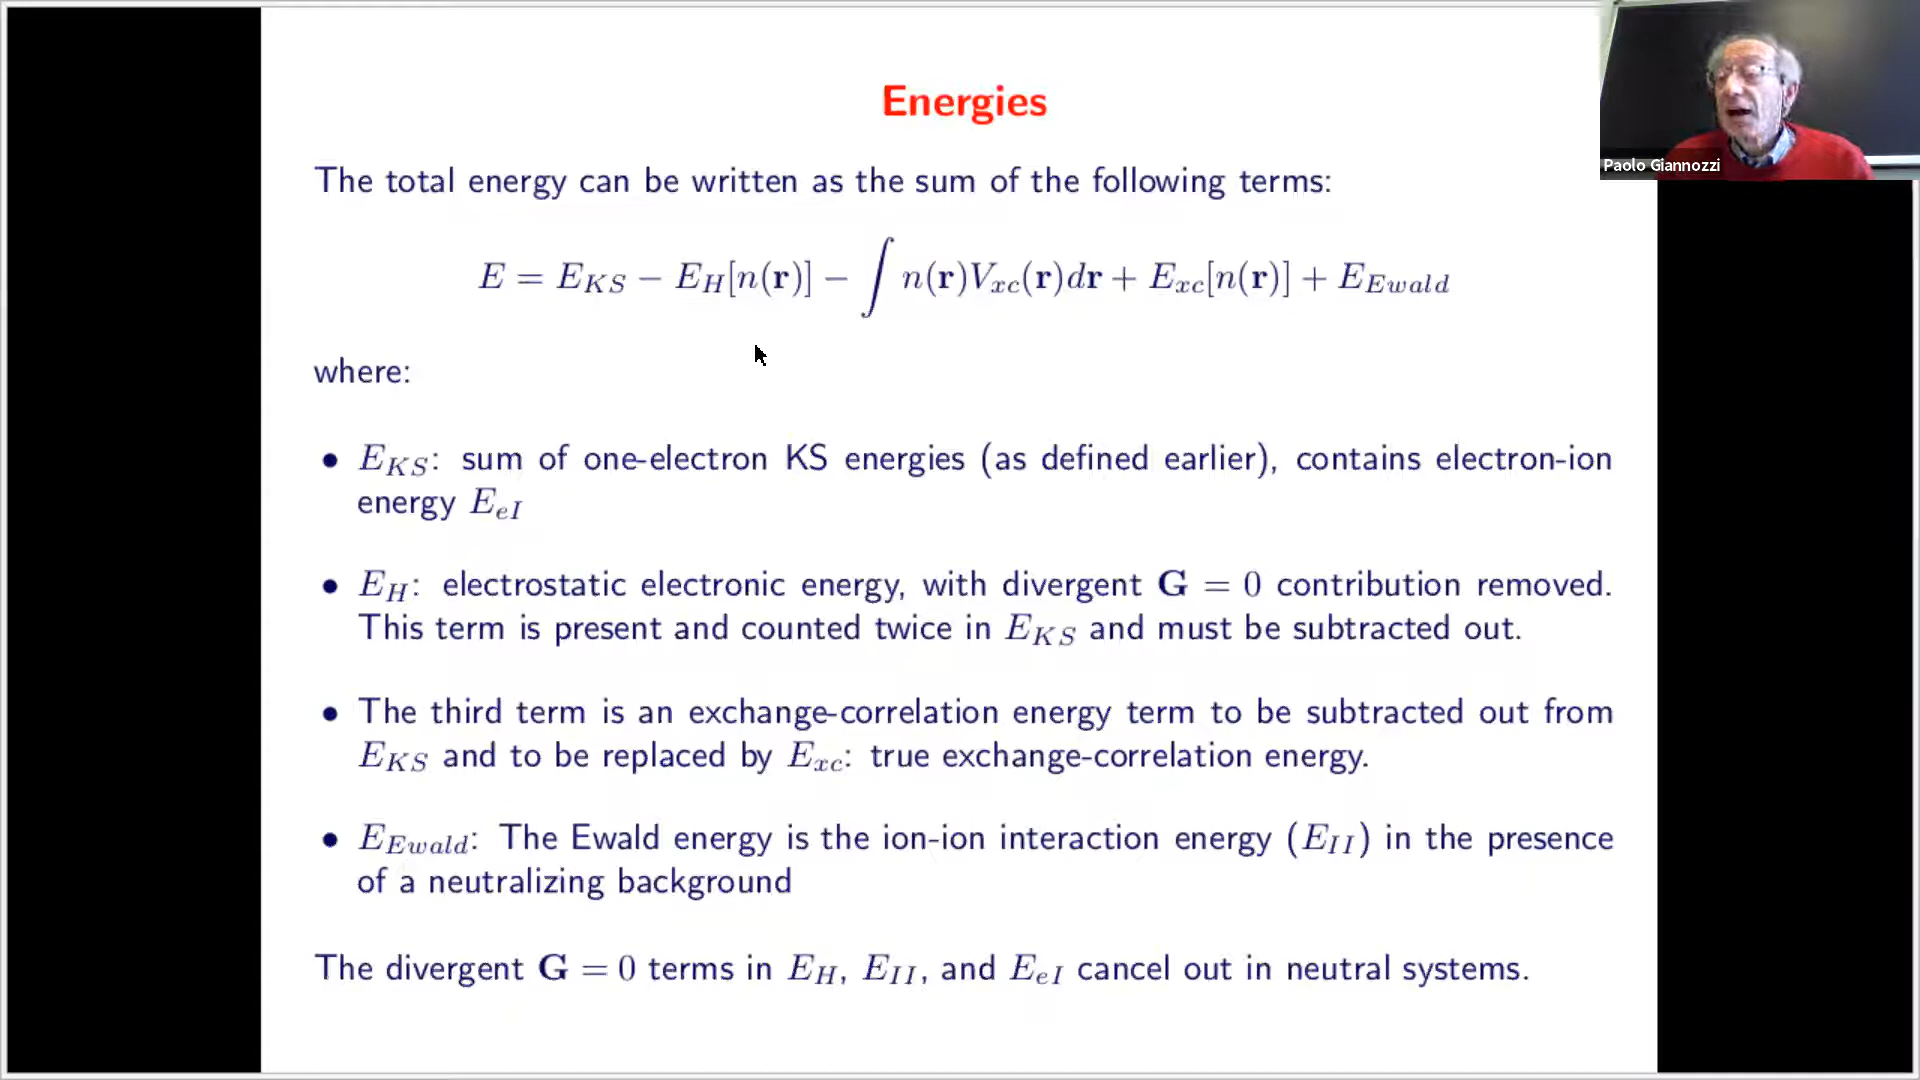 Energies
Paolo Giannozzi
The total energy can be written as the sum of the following terms:
E = E_{KS} − E_H[n(r)] − ∫ n(r)V_{xc}(r)dr + E_{xc}[n(r)] + E_{Ewald}
where:
• E_{KS}: sum of one-electron KS energies (as defined earlier), contains electron-ion
energy E_{eI}
• E_H: electrostatic electronic energy, with divergent G = 0 contribution removed.
This term is present and counted twice in E_{KS} and must be subtracted out.
• The third term is an exchange-correlation energy term to be subtracted out from
E_{KS} and to be replaced by E_{xc}: true exchange-correlation energy.
• E_{Ewald}: The Ewald energy is the ion-ion interaction energy (E_{II}) in the presence
of a neutralizing background
The divergent G = 0 terms in E_H, E_{II}, and E_{eI} cancel out in neutral systems.